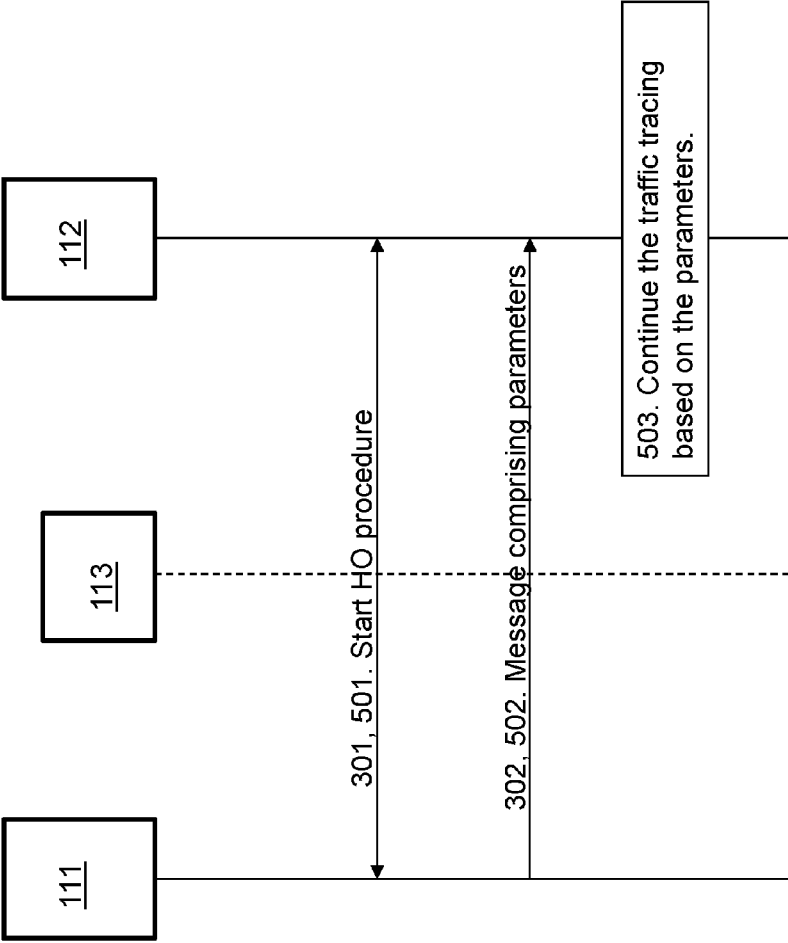 111
113
112
301, 501. Start HO procedure
302, 502. Message comprising parameters
503. Continue the traffic tracing
based on the parameters.